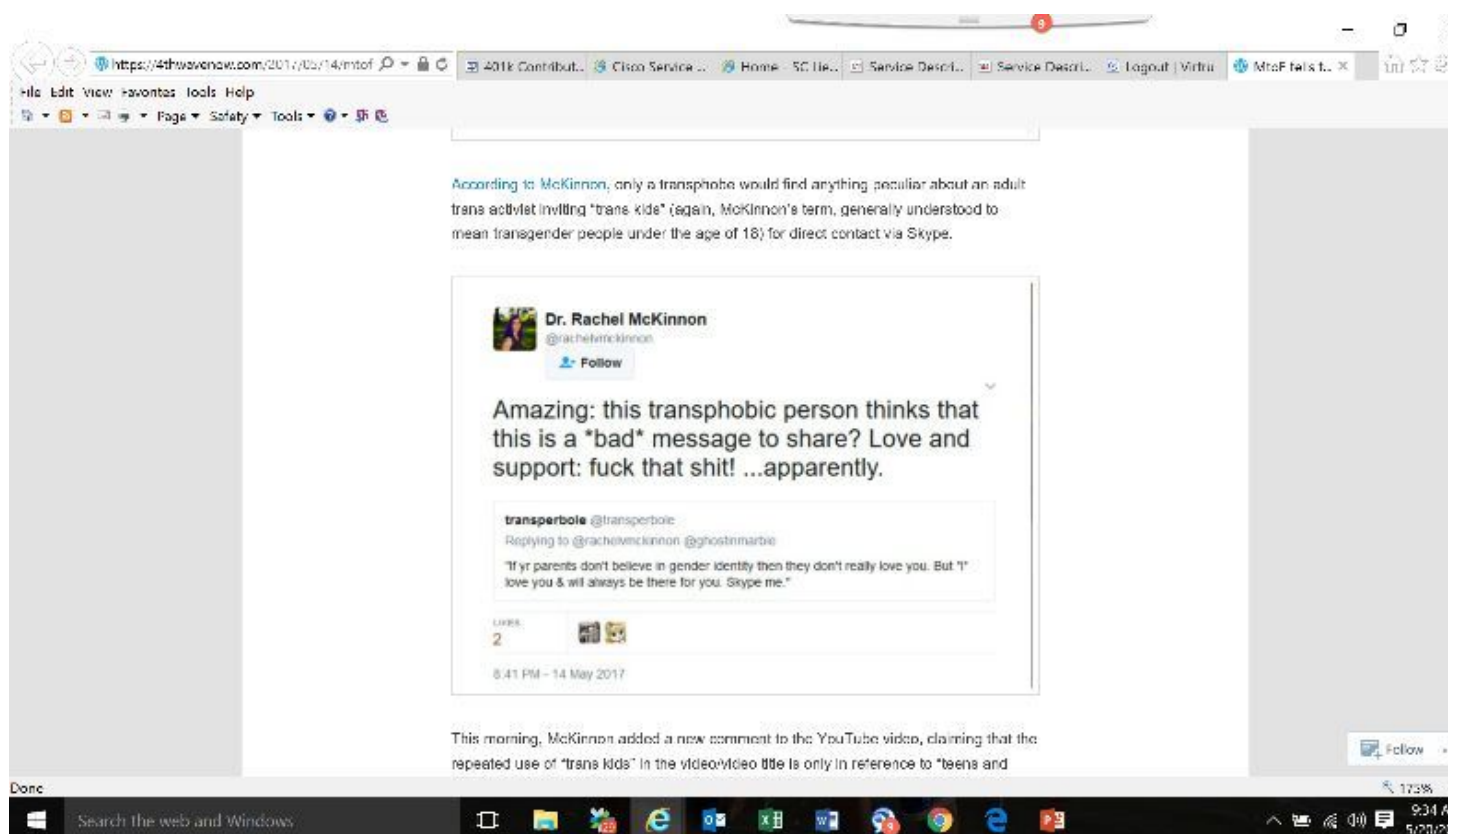 9
https://4thwavenow.com/2017/05/14/mtof
401k Contribut... Cisco Service ... Home - SC Lie... Service Descri... Service Descri... Logout | Virtru MtoF tells t...
File Edit View Favorites Tools Help
Page Safety Tools
According to McKinnon, only a transphobe would find anything peculiar about an adult
trans activist inviting "trans kids" (again, McKinnon's term, generally understood to
mean transgender people under the age of 18) for direct contact via Skype.
Dr. Rachel McKinnon
@rachelvmckinnon
Follow
Amazing: this transphobic person thinks that
this is a *bad* message to share? Love and
support: fuck that shit! ...apparently.
transperbole @transperbole
Replying to @rachelvmckinnon @ghostinmarble
"If yr parents don't believe in gender identity then they don't really love you. But "I"
love you & will always be there for you. Skype me."
LIKES
2
8:41 PM - 14 May 2017
This morning, McKinnon added a new comment to the YouTube video, claiming that the
repeated use of "trans kids" in the video/video title is only in reference to "teens and
Follow
Done
175%
Search the web and Windows
9:34 A